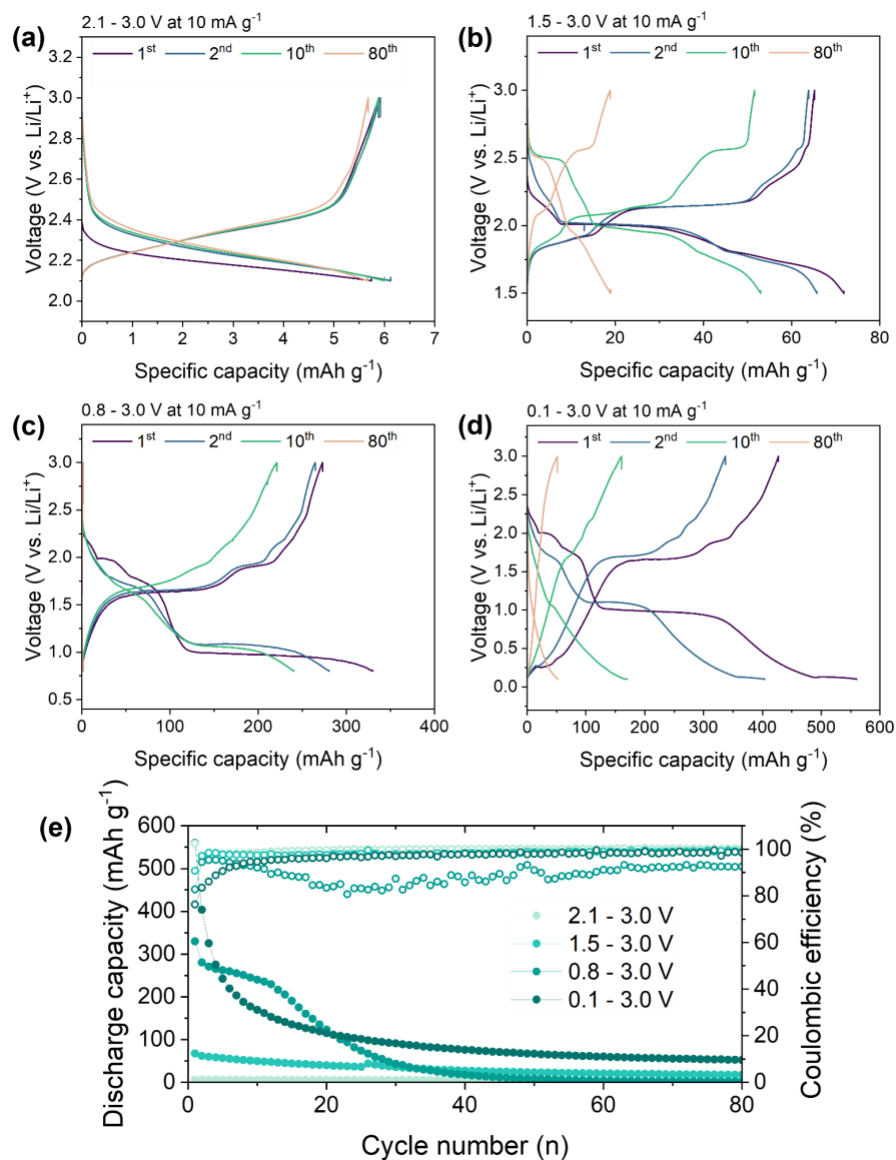 (a) 2.1 - 3.0 V at 10 mA g⁻¹
1ˢᵗ 2ⁿᵈ 10ᵗʰ 80ᵗʰ
3.2
3.0
2.8
2.6
2.4
2.2
2.0
Voltage (V vs. Li/Li⁺)
0 1 2 3 4 5 6 7
Specific capacity (mAh g⁻¹)
(b) 1.5 - 3.0 V at 10 mA g⁻¹
1ˢᵗ 2ⁿᵈ 10ᵗʰ 80ᵗʰ
3.0
2.5
2.0
1.5
Voltage (V vs. Li/Li⁺)
0 20 40 60 80
Specific capacity (mAh g⁻¹)
(c) 0.8 - 3.0 V at 10 mA g⁻¹
1ˢᵗ 2ⁿᵈ 10ᵗʰ 80ᵗʰ
3.0
2.5
2.0
1.5
1.0
0.5
Voltage (V vs. Li/Li⁺)
0 100 200 300 400
Specific capacity (mAh g⁻¹)
(d) 0.1 - 3.0 V at 10 mA g⁻¹
1ˢᵗ 2ⁿᵈ 10ᵗʰ 80ᵗʰ
3.0
2.5
2.0
1.5
1.0
0.5
0.0
Voltage (V vs. Li/Li⁺)
0 100 200 300 400 500 600
Specific capacity (mAh g⁻¹)
(e)
600
550
500
450
400
350
300
250
200
150
100
50
0
Discharge capacity (mAh g⁻¹)
2.1 - 3.0 V
1.5 - 3.0 V
0.8 - 3.0 V
0.1 - 3.0 V
100
80
60
40
20
0
Coulombic efficiency (%)
0 20 40 60 80
Cycle number (n)